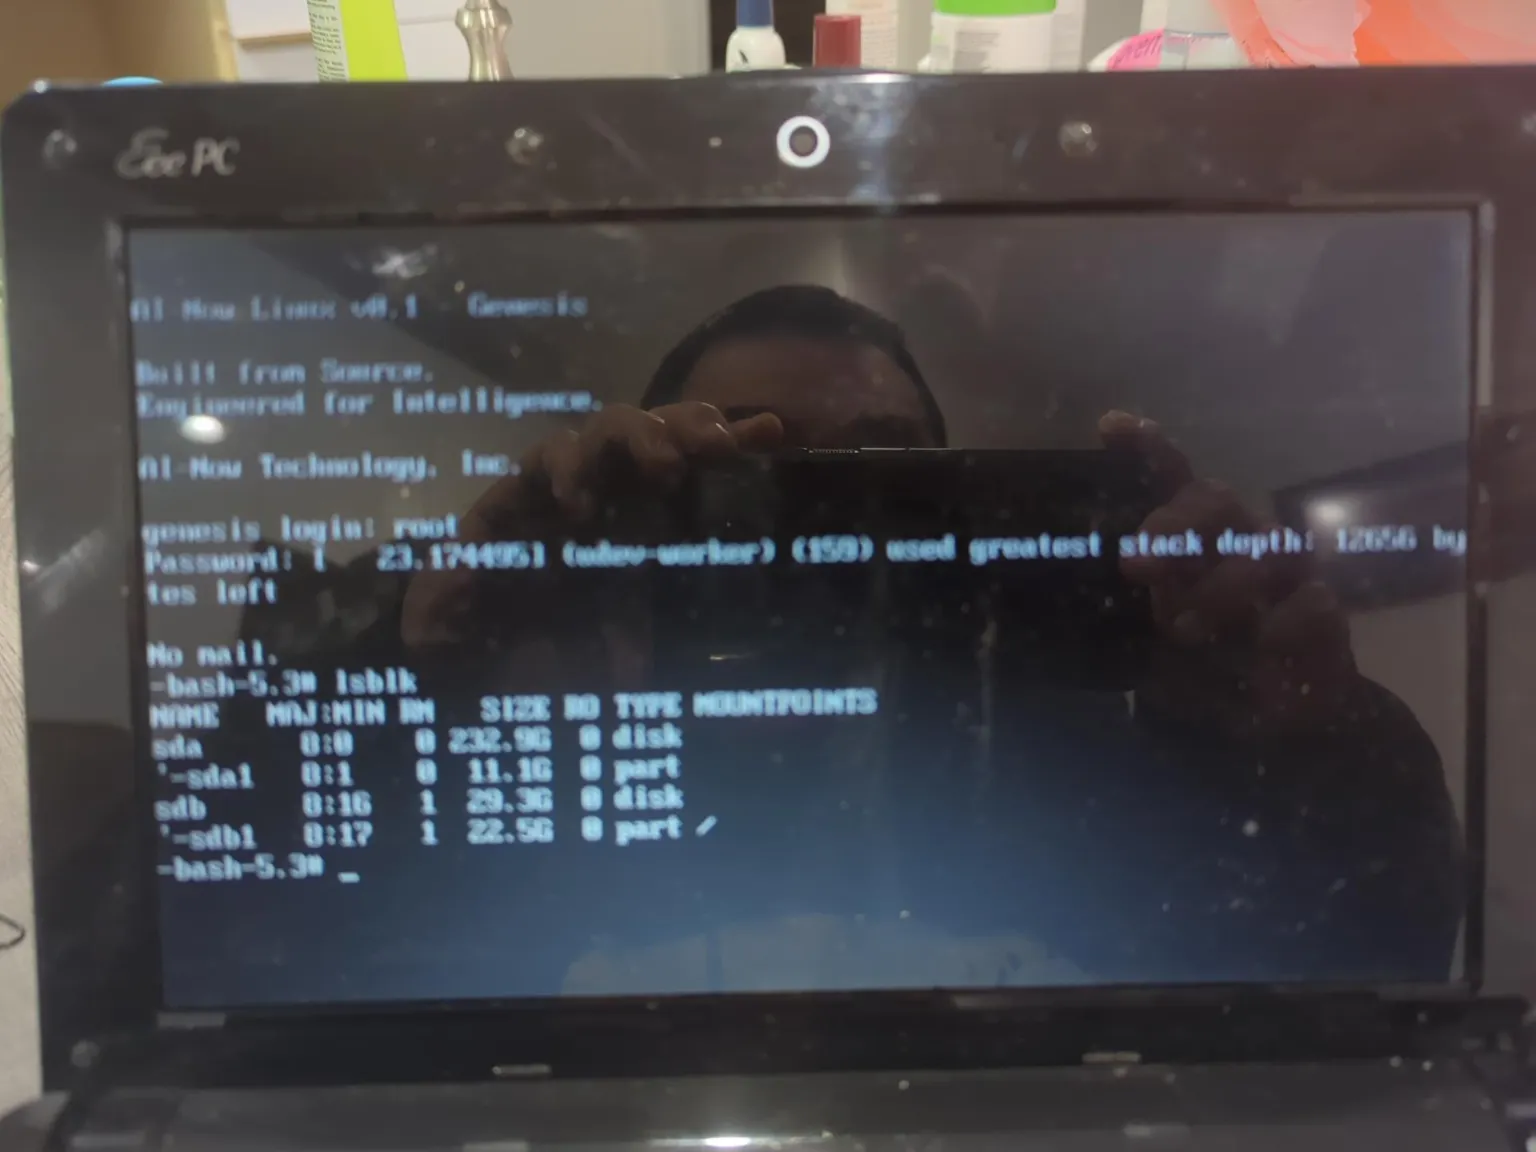 Eee PC
AI-Now Linux v0.1 Genesis
Built from Source.
Engineered for Intelligence.
AI-Now Technology, Inc.
genesis login: root
Password: [ 23.174495] (udev-worker) (159) used greatest stack depth: 12656 by
tes left
No mail.
-bash-5.3# lsblk
NAME MAJ:MIN RM SIZE RO TYPE MOUNTPOINTS
sda 8:0 0 232.9G 0 disk
'-sda1 8:1 0 11.1G 0 part
sdb 8:16 1 29.3G 0 disk
'-sdb1 8:17 1 22.5G 0 part /
-bash-5.3# _